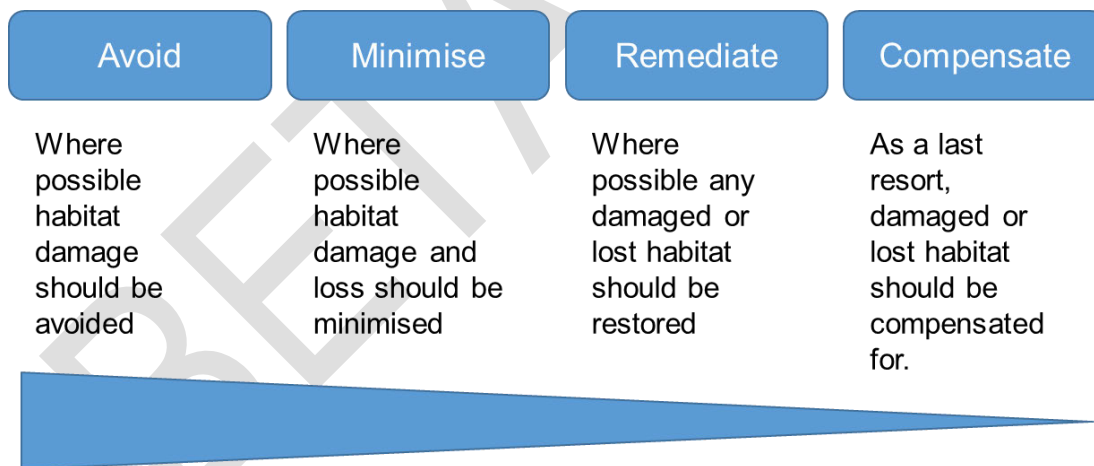 Avoid
Minimise
Remediate
Compensate
Where
possible
habitat
damage
should be
avoided
Where
possible
habitat
damage and
loss should be
minimised
Where
possible any
damaged or
lost habitat
should be
restored
As a last
resort,
damaged or
lost habitat
should be
compensated
for.
BETA